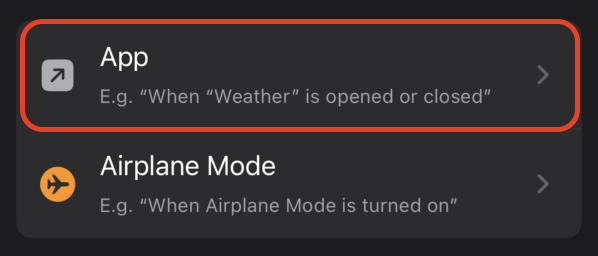 App
E.g. “When “Weather” is opened or closed”
Airplane Mode
E.g. “When Airplane Mode is turned on”